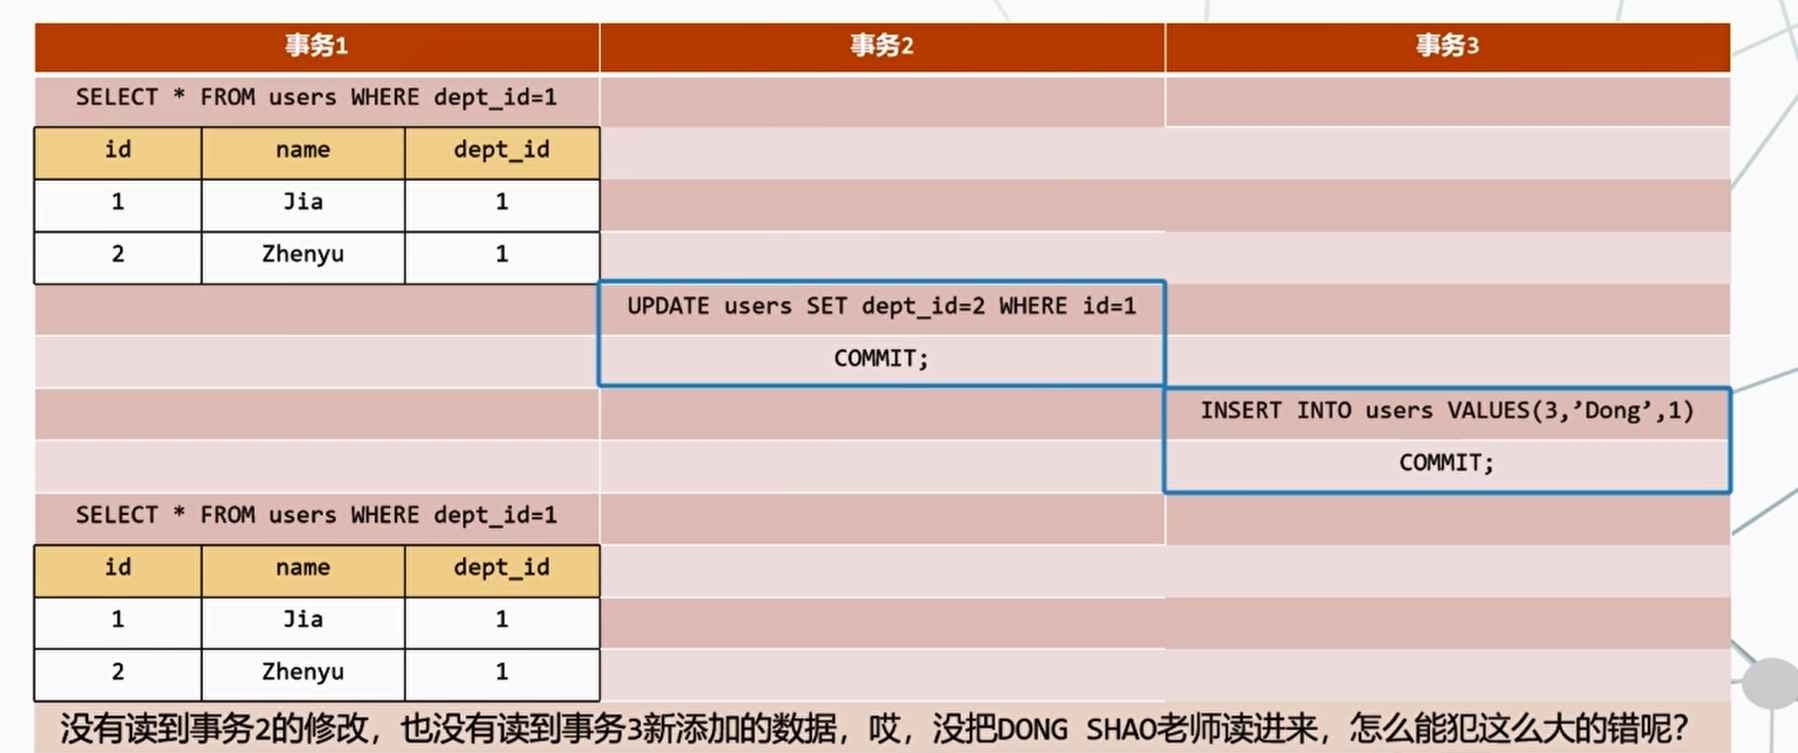 事务1 事务2 事务3
SELECT * FROM users WHERE dept_id=1
id name dept_id
1 Jia 1
2 Zhenyu 1
UPDATE users SET dept_id=2 WHERE id=1
COMMIT;
INSERT INTO users VALUES(3,’Dong’,1)
COMMIT;
SELECT * FROM users WHERE dept_id=1
id name dept_id
1 Jia 1
2 Zhenyu 1
没有读到事务2的修改，也没有读到事务3新添加的数据，哎，没把DONG SHAO老师读进来，怎么能犯这么大的错呢？